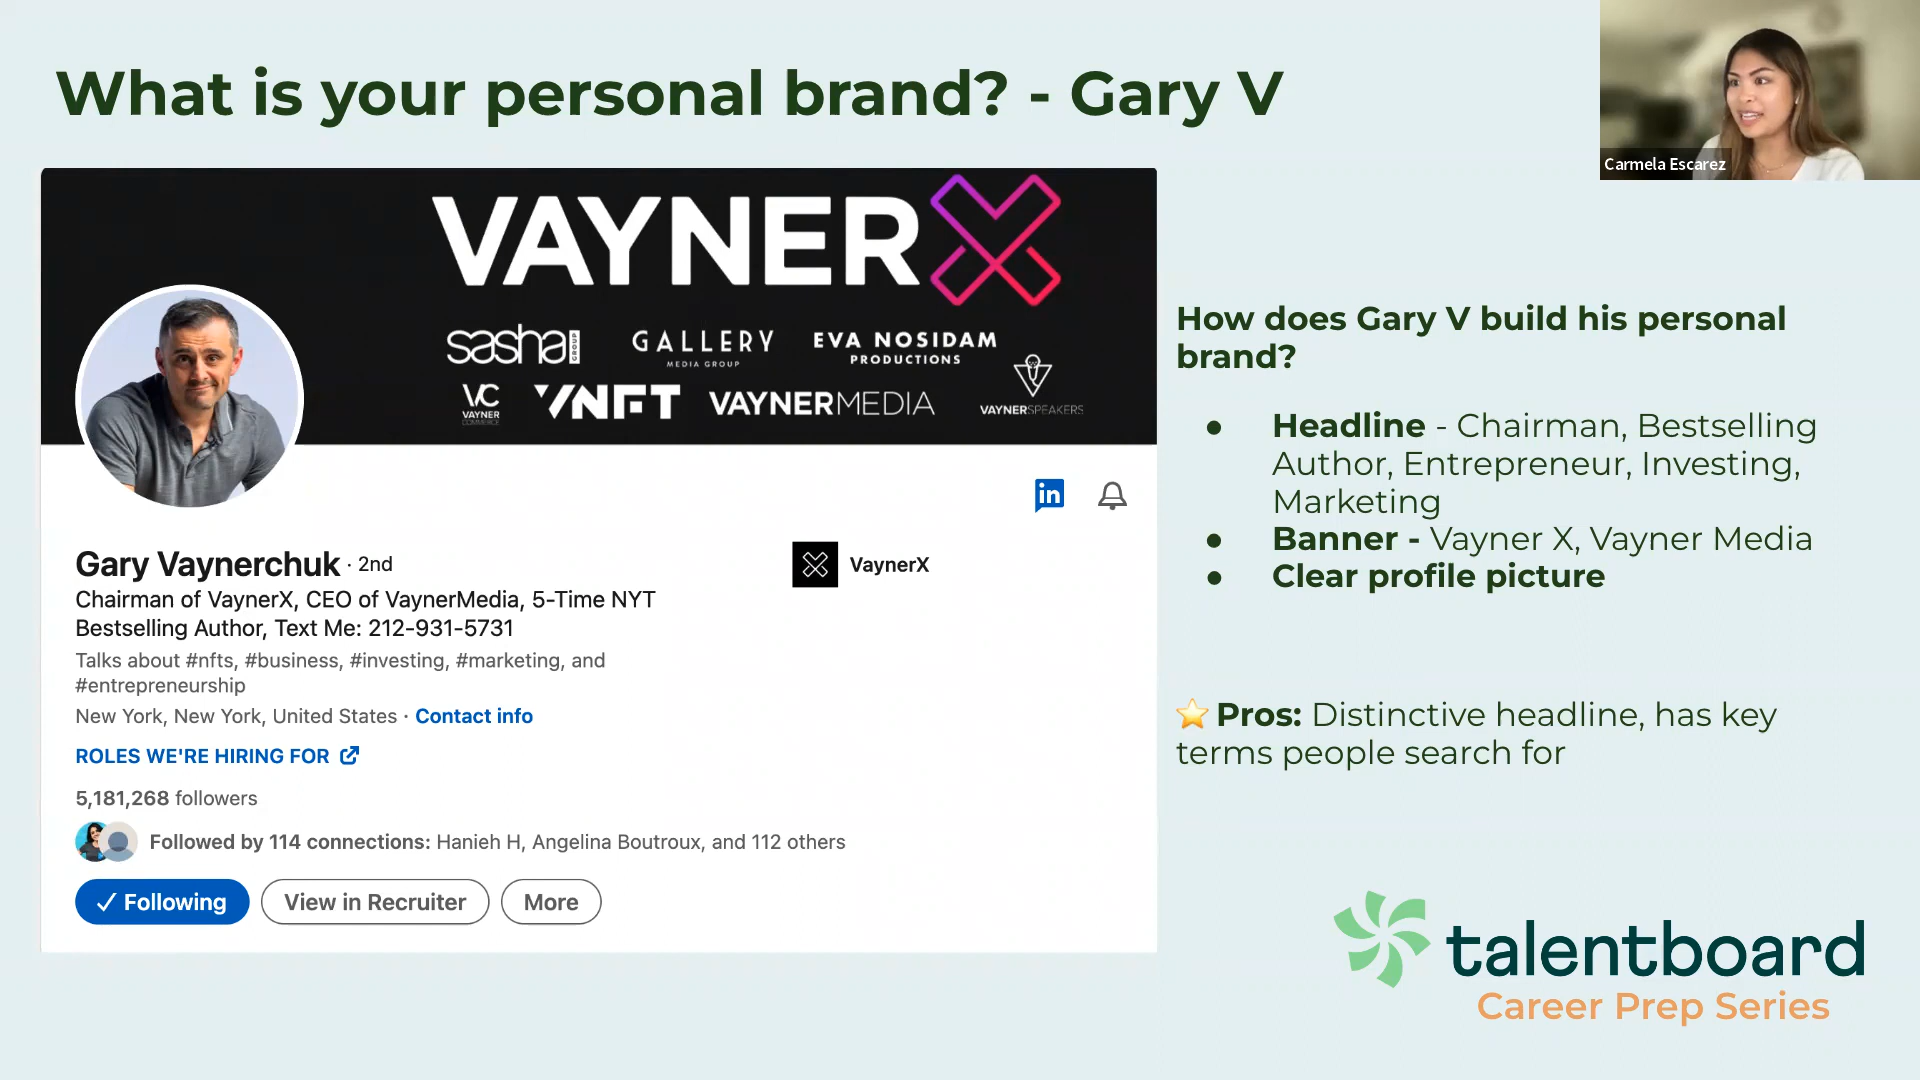 What is your personal brand? - Gary V
Carmela Escarez
VAYNERX
sasha
GALLERY
MEDIA GROUP
EVA NOSIDAM
PRODUCTIONS
VC
VAYNER
COMMERCE
VNFT
VAYNERMEDIA
VAYNERSPEAKERS
in
Gary Vaynerchuk · 2nd
VaynerX
Chairman of VaynerX, CEO of VaynerMedia, 5-Time NYT
Bestselling Author, Text Me: 212-931-5731
Talks about #nfts, #business, #investing, #marketing, and
#entrepreneurship
New York, New York, United States · Contact info
ROLES WE'RE HIRING FOR
5,181,268 followers
Followed by 114 connections: Hanieh H, Angelina Boutroux, and 112 others
✓ Following
View in Recruiter
More
How does Gary V build his personal
brand?
● Headline - Chairman, Bestselling
Author, Entrepreneur, Investing,
Marketing
● Banner - Vayner X, Vayner Media
● Clear profile picture
⭐ Pros: Distinctive headline, has key
terms people search for
talentboard
Career Prep Series